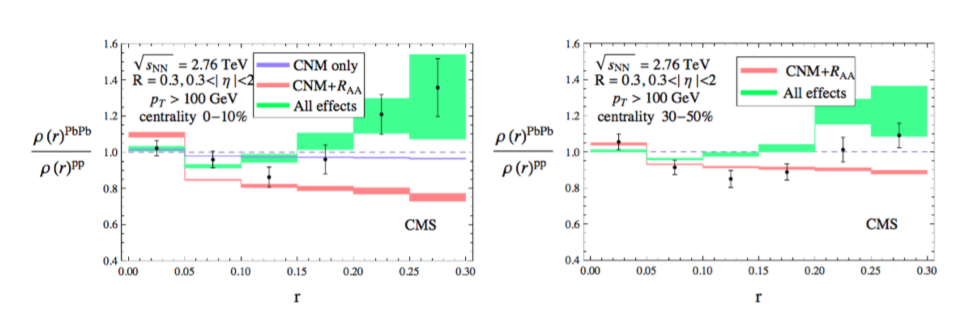 √sNN = 2.76 TeV
R = 0.3, 0.3<| η |<2
pT > 100 GeV
centrality 0−10%
CNM only
CNM+RAA
All effects
ρ (r)^PbPb
ρ (r)^pp
1.6
1.4
1.2
1.0
0.8
0.6
0.4
CMS
0.00
0.05
0.10
0.15
0.20
0.25
0.30
r
√sNN = 2.76 TeV
R = 0.3, 0.3<| η |<2
pT > 100 GeV
centrality 30−50%
CNM+RAA
All effects
ρ (r)^PbPb
ρ (r)^pp
1.6
1.4
1.2
1.0
0.8
0.6
0.4
CMS
0.00
0.05
0.10
0.15
0.20
0.25
0.30
r